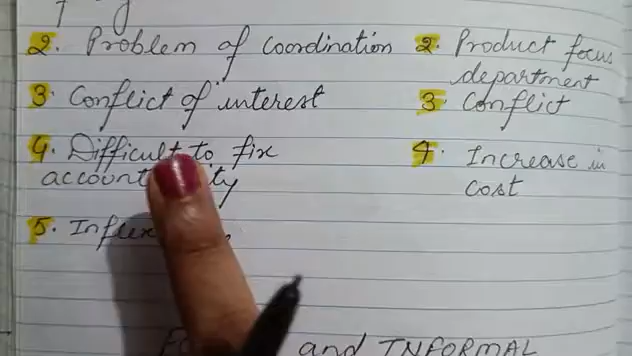 2. Problem of coordination
3. Conflict of interest
4. Difficult to fix
5.
2. Product focus
department
3. Conflict
4. Increase in
cost
and INFORMAL